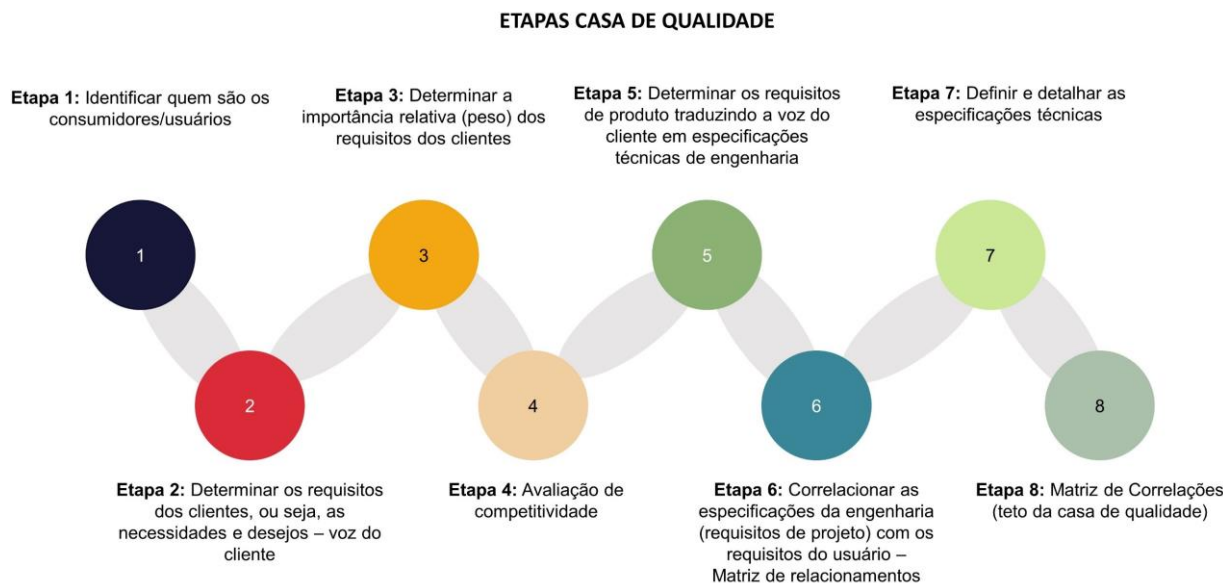 ETAPAS CASA DE QUALIDADE
Etapa 1: Identificar quem são os
consumidores/usuários
Etapa 3: Determinar a
importância relativa (peso) dos
requisitos dos clientes
Etapa 5: Determinar os requisitos
de produto traduzindo a voz do
cliente em especificações
técnicas de engenharia
Etapa 7: Definir e detalhar as
especificações técnicas
1
3
5
7
2
4
6
8
Etapa 2: Determinar os requisitos
dos clientes, ou seja, as
necessidades e desejos – voz do
cliente
Etapa 4: Avaliação de
competitividade
Etapa 6: Correlacionar as
especificações da engenharia
(requisitos de projeto) com os
requisitos do usuário –
Matriz de relacionamentos
Etapa 8: Matriz de Correlações
(teto da casa de qualidade)